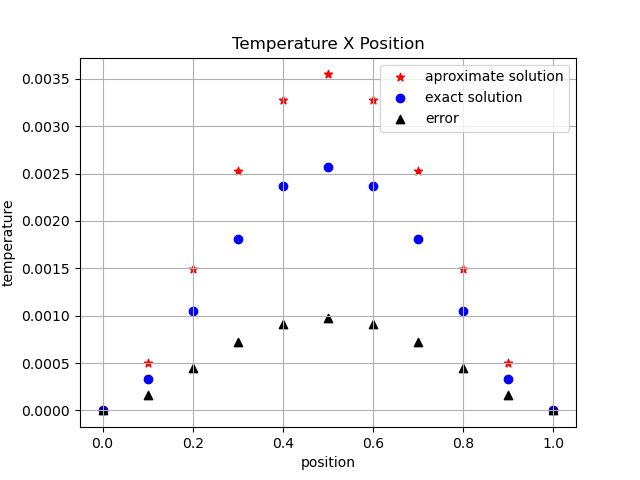 Temperature X Position
aproximate solution
exact solution
error
temperature
0.0035
0.0030
0.0025
0.0020
0.0015
0.0010
0.0005
0.0000
0.0 0.2 0.4 0.6 0.8 1.0
position